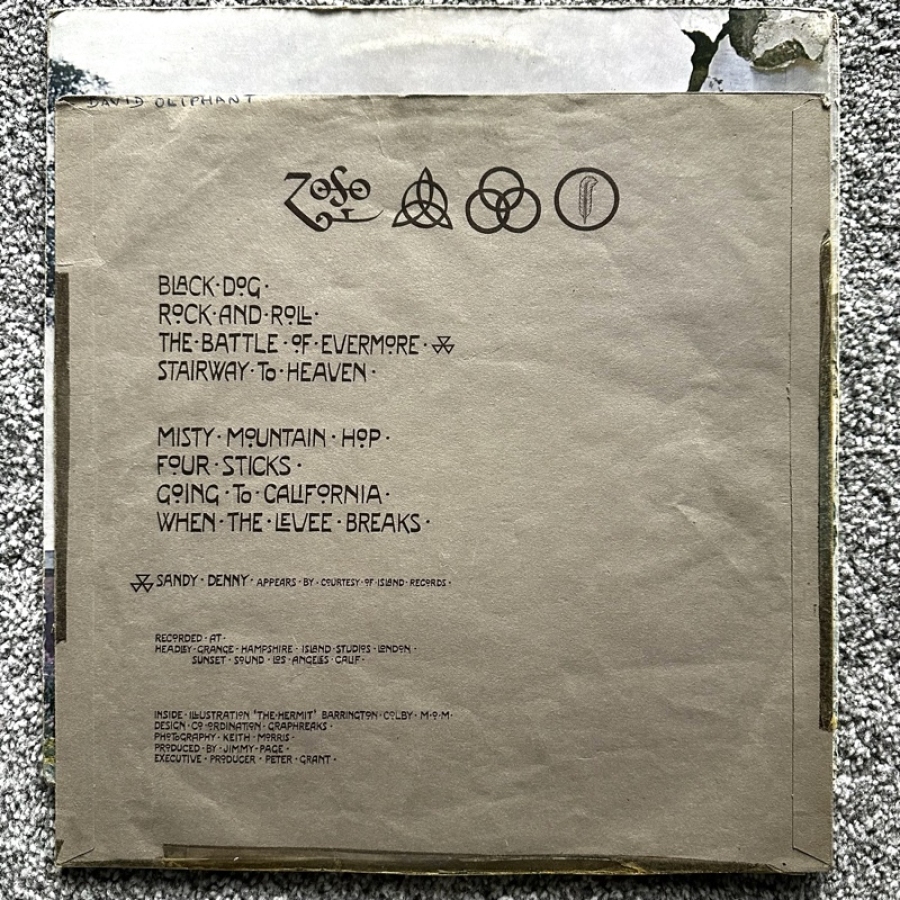 DAVID OLIPHANT
ZOSO
BLACK·DOG·
ROCK·AND·ROLL·
THE·BATTLE·OF·EVERMORE·
STAIRWAY·To·HEAVEN·
MISTY·MOUNTAIN·HOP·
FOUR·STICKS·
GOING·To·CALIFORNIA·
WHEN·THE·LEVEE·BREAKS·
SANDY·DENNY·APPEARS·BY·COURTESY·OF·ISLAND·RECORDS·
RECORDED·AT·
HEADLEY·GRANGE·HAMPSHIRE·ISLAND·STUDIOS·LONDON·
SUNSET·SOUND·LOS·ANGELES·CALIF·
INSIDE·ILLUSTRATION 'THE·HERMIT' BARRINGTON·COLBY·M·O·M·
DESIGN·CO·ORDINATION·GRAPHREAKS·
PHOTOGRAPHY·KEITH·MORRIS·
PRODUCED·BY·JIMMY·PAGE·
EXECUTIVE·PRODUCER·PETER·GRANT·